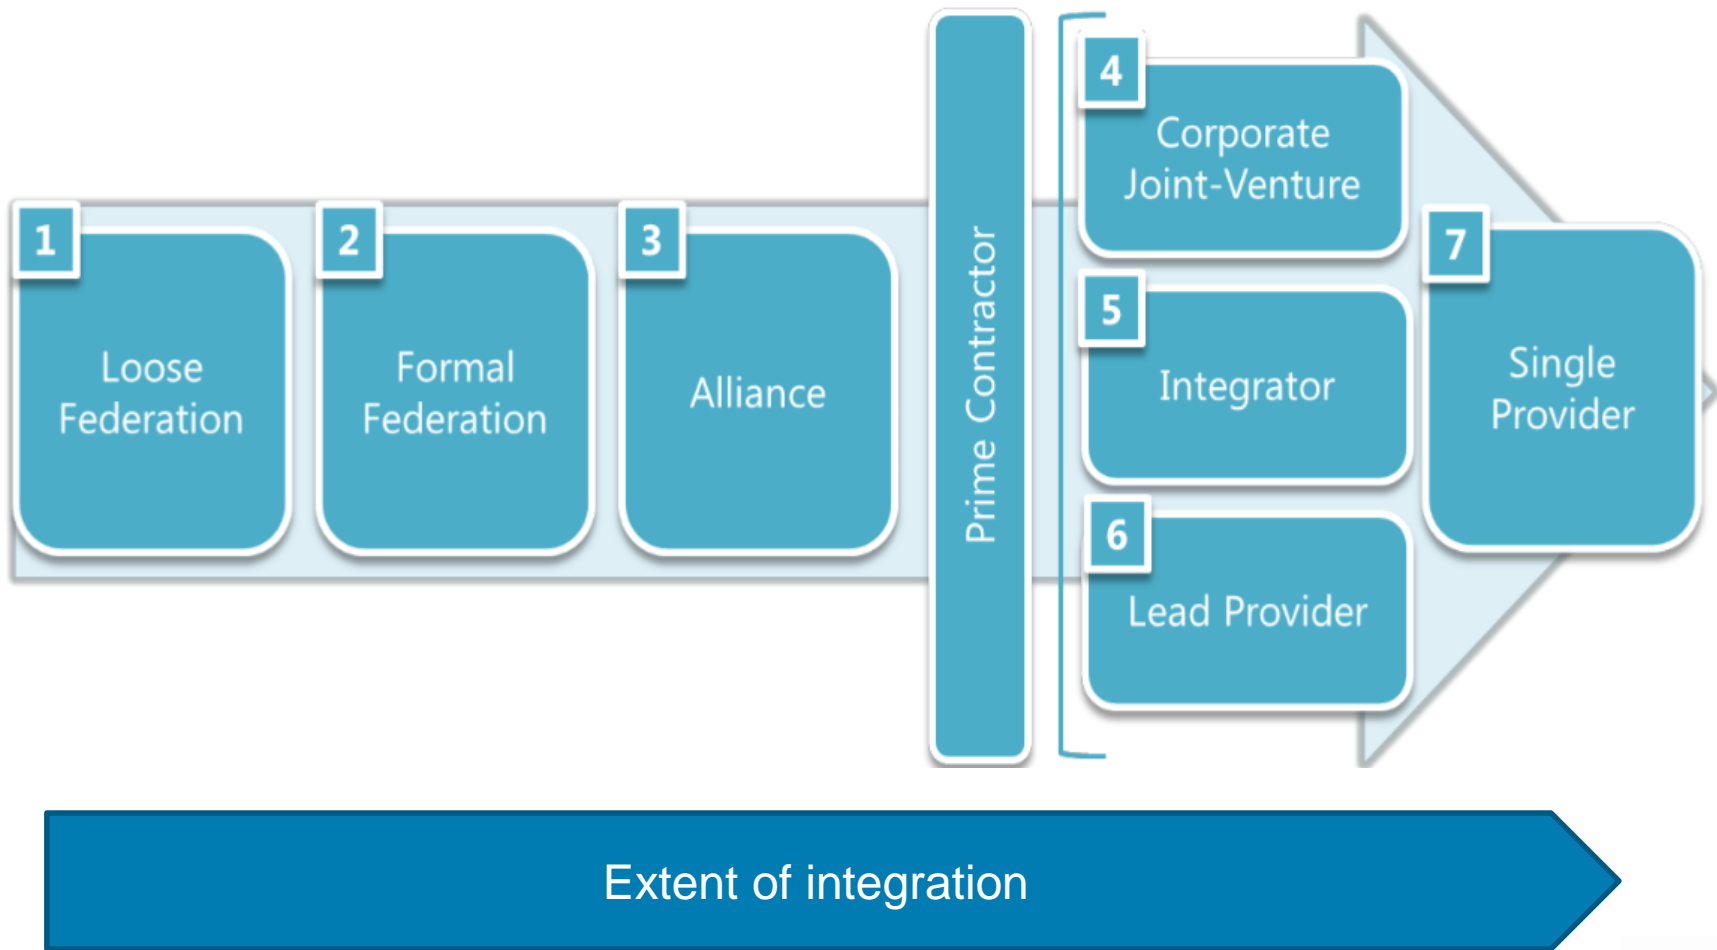 1
Loose
Federation
2
Formal
Federation
3
Alliance
Prime Contractor
4
Corporate
Joint-Venture
5
Integrator
6
Lead Provider
7
Single
Provider
Extent of integration